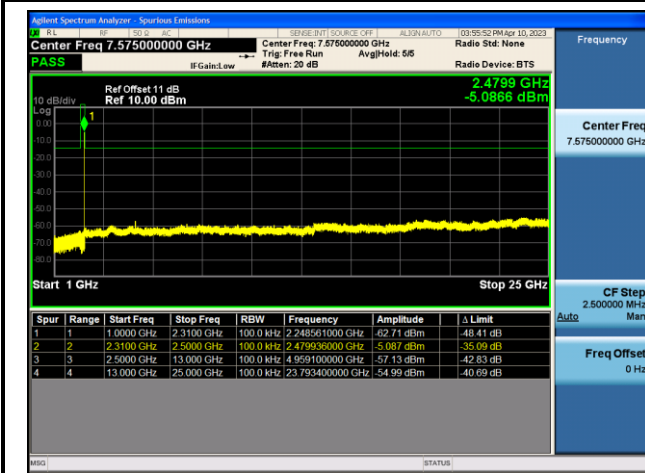 Agilent Spectrum Analyzer - Spurious Emissions
RL RF 50 Ω AC SENSE:INT SOURCE OFF ALIGNAUTO 03:55:52 PM Apr 10, 2023
Center Freq 7.575000000 GHz Center Freq: 7.575000000 GHz Radio Std: None Frequency
Trig: Free Run Avg|Hold: 5/5
PASS IFGain:Low #Atten: 20 dB Radio Device: BTS
Ref Offset 11 dB 2.4799 GHz
10 dB/div Ref 10.00 dBm -5.0866 dBm
Log
1
0.00
-10.0
-20.0
-30.0
-40.0
-50.0
-60.0
-70.0
-80.0
Start 1 GHz Stop 25 GHz
Center Freq
7.575000000 GHz
CF Step
2.500000 MHz
Auto Man
Freq Offset
0 Hz
Spur Range Start Freq Stop Freq RBW Frequency Amplitude Δ Limit
1 1 1.0000 GHz 2.3100 GHz 100.0 kHz 2.248561000 GHz -62.71 dBm -48.41 dB
2 2 2.3100 GHz 2.5000 GHz 100.0 kHz 2.479936000 GHz -5.087 dBm -35.09 dB
3 3 2.5000 GHz 13.000 GHz 100.0 kHz 4.959100000 GHz -57.13 dBm -42.83 dB
4 4 13.000 GHz 25.000 GHz 100.0 kHz 23.793400000 GHz -54.99 dBm -40.69 dB
MSG STATUS